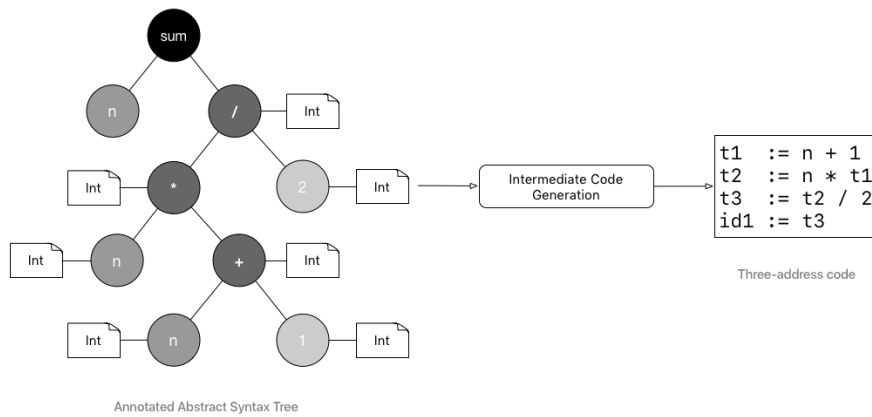 sum
n
/
Int
Int
*
2
Int
Int
n
+
Int
Int
n
1
Int
Annotated Abstract Syntax Tree
Intermediate Code
Generation
t1 := n + 1
t2 := n * t1
t3 := t2 / 2
id1 := t3
Three-address code